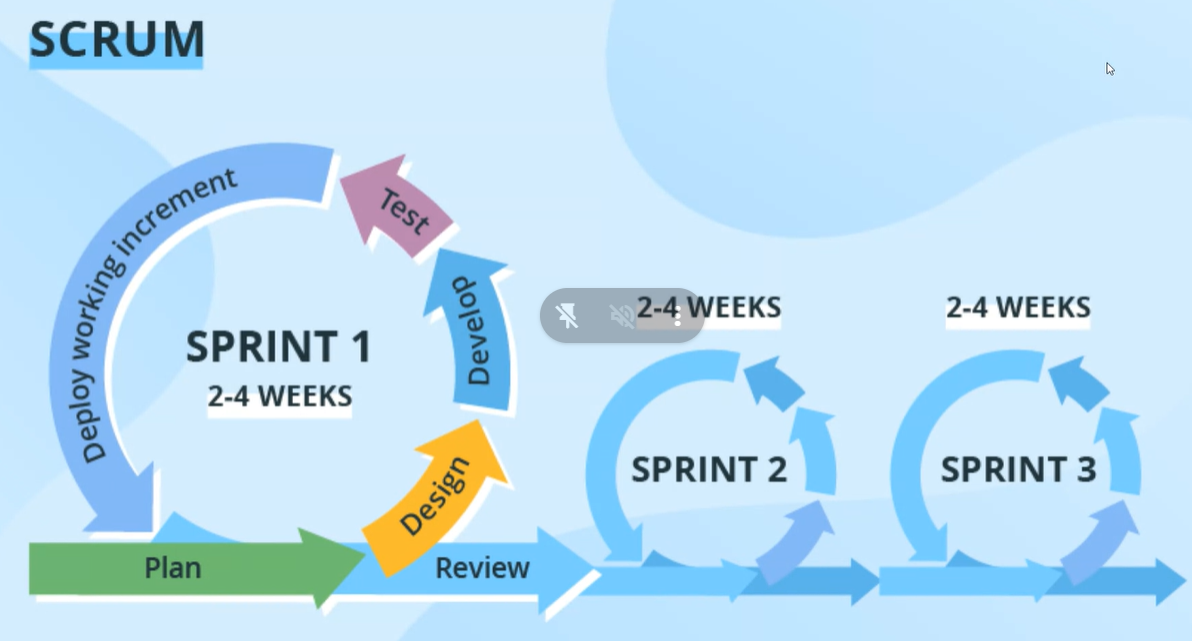 SCRUM
Deploy working increment
Test
Develop
Design
SPRINT 1
2-4 WEEKS
Plan
Review
2-4 WEEKS
SPRINT 2
2-4 WEEKS
SPRINT 3